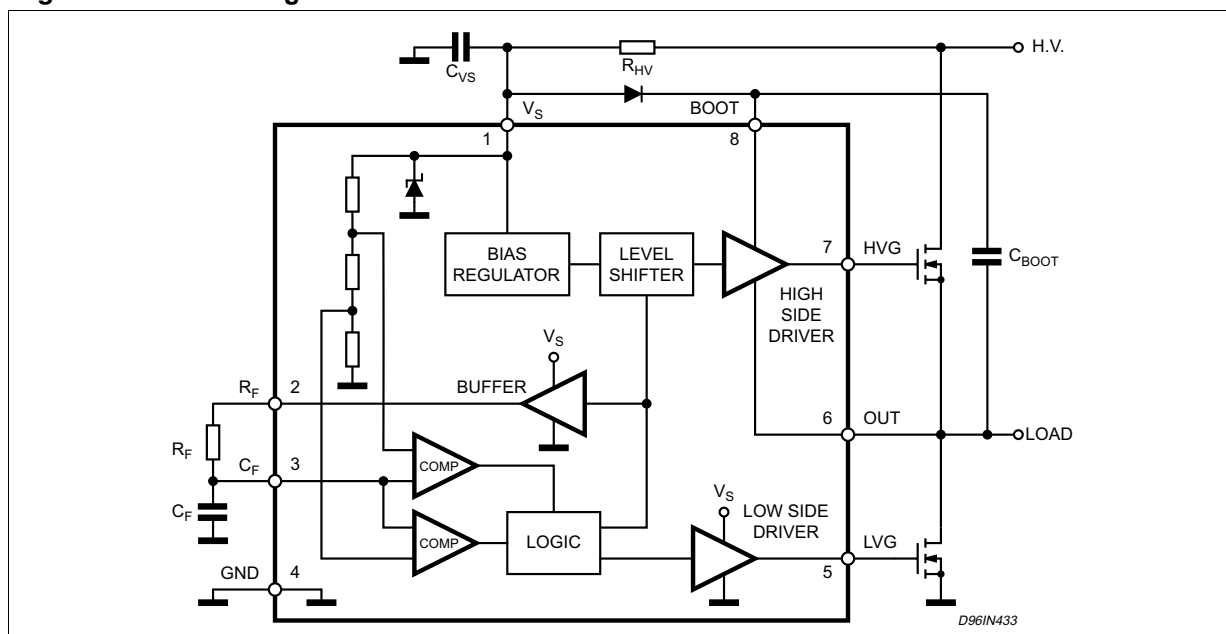 H.V.
C_VS
R_HV
V_S
BOOT
1
8
BIAS
REGULATOR
LEVEL
SHIFTER
7
HVG
C_BOOT
HIGH
SIDE
DRIVER
V_S
R_F
2
BUFFER
6
OUT
LOAD
R_F
C_F
3
COMP
V_S
LOW SIDE
DRIVER
C_F
COMP
LOGIC
LVG
5
GND
4
D96IN433